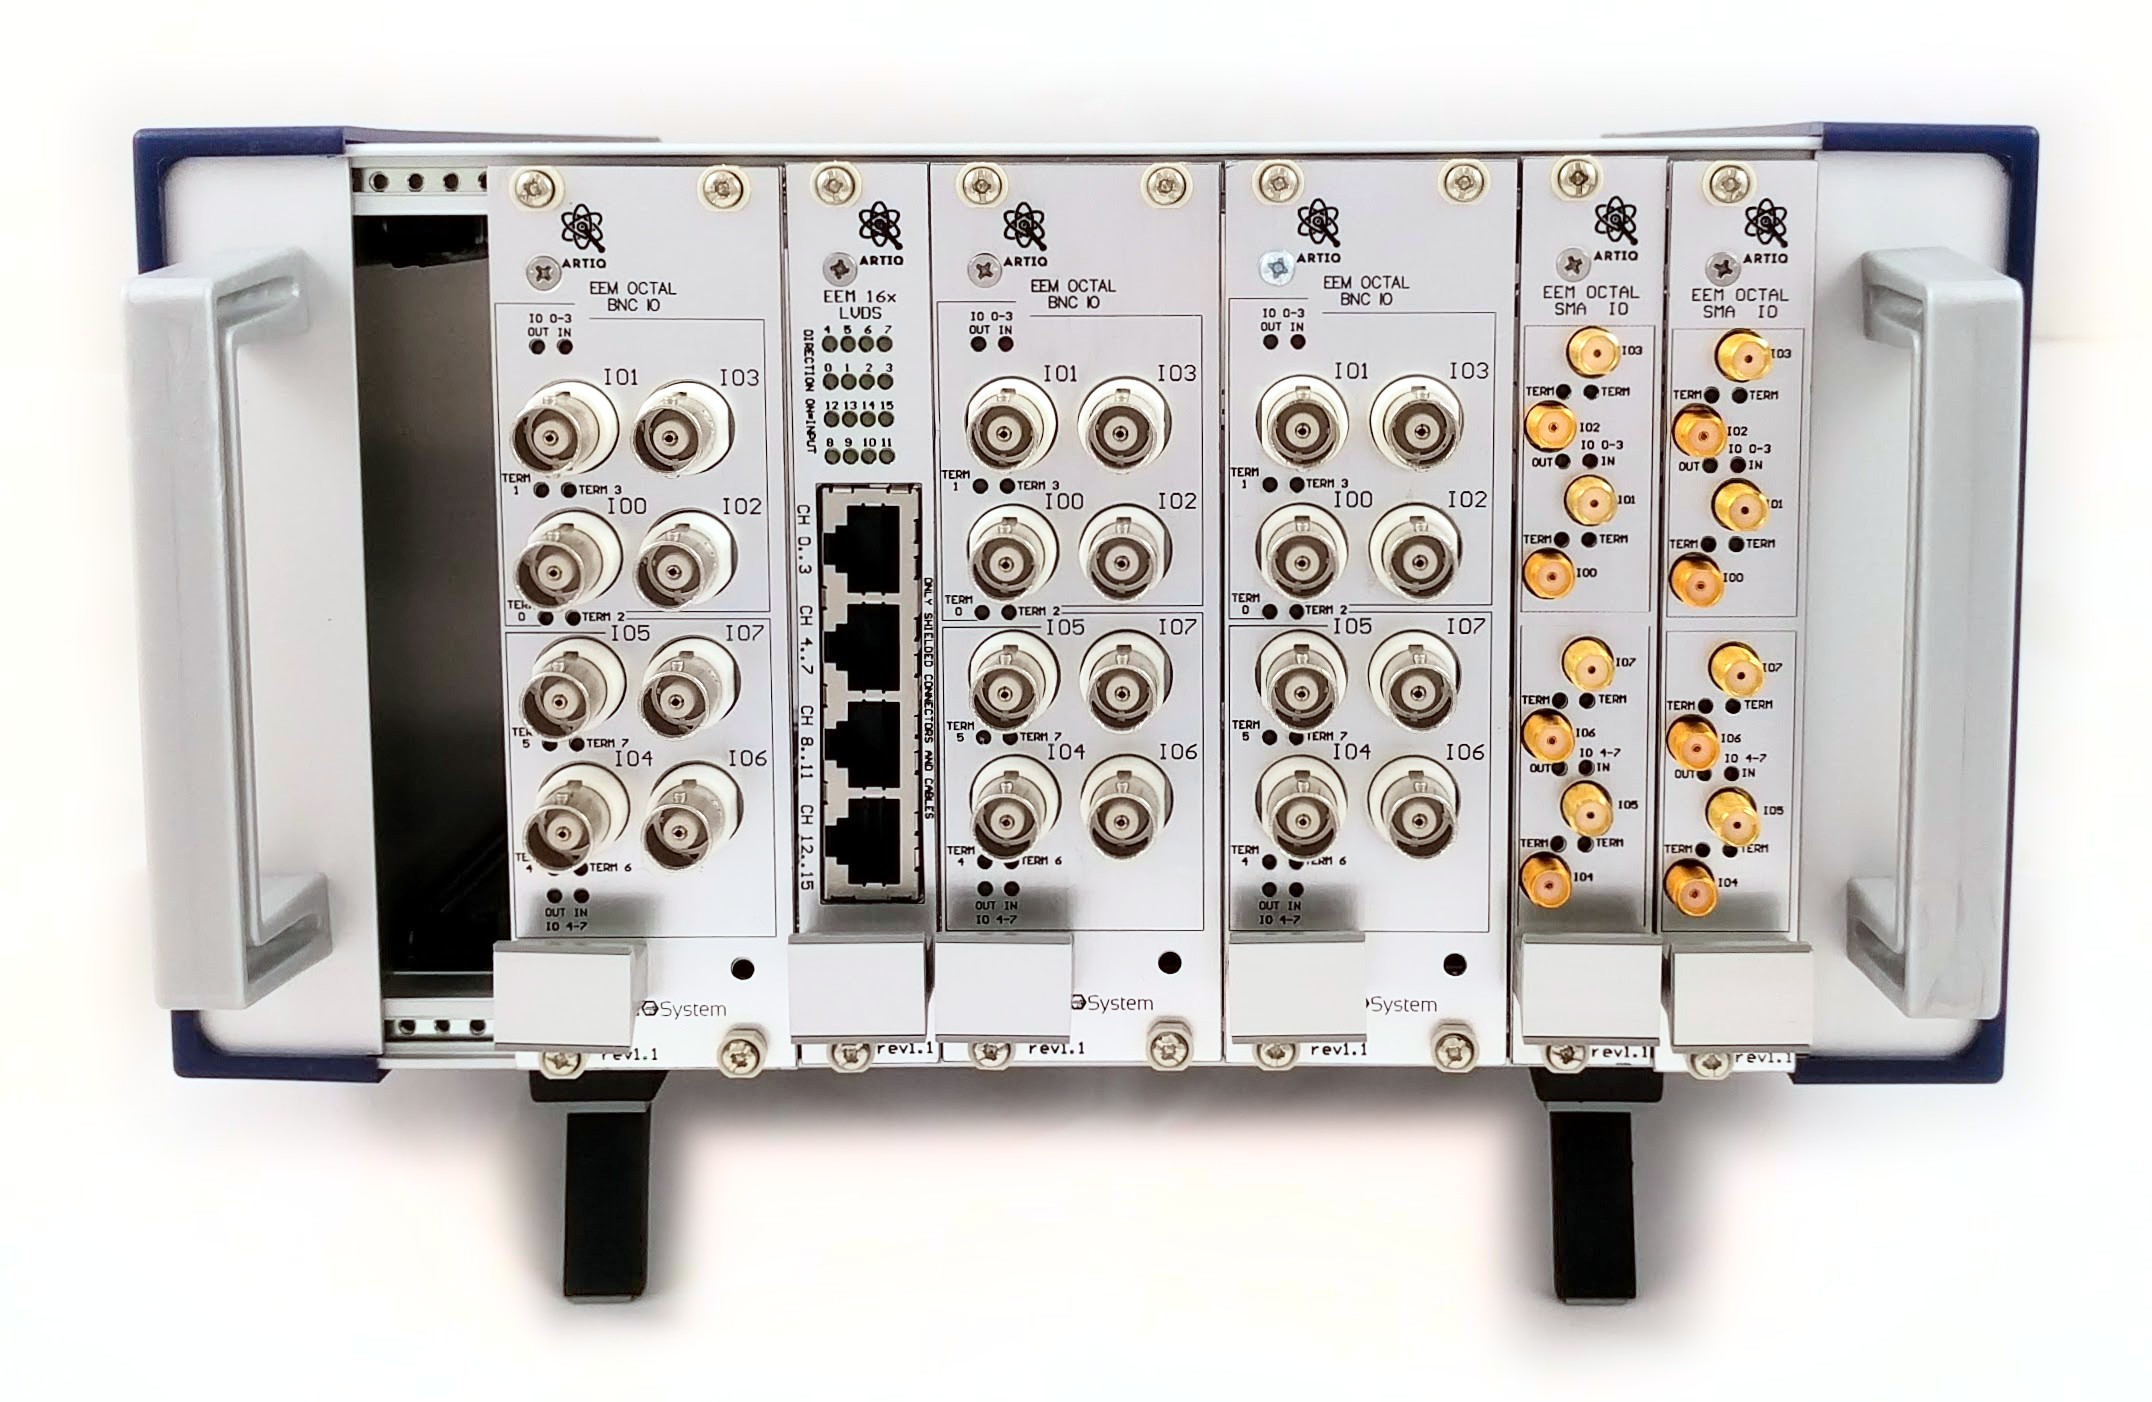 ARTIQ
EEM OCTAL
BNC IO
IO 0-3
OUT IN
IO1 IO3
TERM
1 TERM 3
IO0 IO2
0 TERM 2
IO5 IO7
5 TERM 7
IO4 IO6
4 TERM 6
OUT IN
IO 4-7
System
rev1.1
ARTIQ
EEM 16x
LVDS
DIRECTION ON=INPUT
4 5 6 7
0 1 2 3
12 13 14 15
8 9 10 11
CH 0..3
CH 4..7
CH 8..11
CH 12..15
ONLY SHIELDED CONNECTORS AND CABLES
rev1.1
ARTIQ
EEM OCTAL
BNC IO
IO 0-3
OUT IN
IO1 IO3
TERM
1 TERM 3
IO0 IO2
TERM
0 TERM 2
IO5 IO7
TERM
5 TERM 7
IO4 IO6
TERM
4 TERM 6
OUT IN
IO 4-7
System
rev1.1
ARTIQ
EEM OCTAL
BNC IO
IO 0-3
OUT IN
IO1 IO3
TERM
1 TERM 3
IO0 IO2
TERM
0 TERM 2
IO5 IO7
TERM
5 TERM 7
IO4 IO6
TERM
4 TERM 6
OUT IN
IO 4-7
System
rev1.1
ARTIQ
EEM OCTAL
SMA IO
IO3
TERM TERM
IO2
IO 0-3
OUT IN
IO1
TERM TERM
IO0
IO7
TERM TERM
IO6
IO 4-7
OUT IN
IO5
TERM TERM
IO4
rev1.1
ARTIQ
EEM OCTAL
SMA IO
IO3
TERM TERM
IO2
IO 0-3
OUT IN
IO1
TERM TERM
IO0
IO7
TERM TERM
IO6
IO 4-7
OUT IN
IO5
TERM TERM
IO4
rev1.1